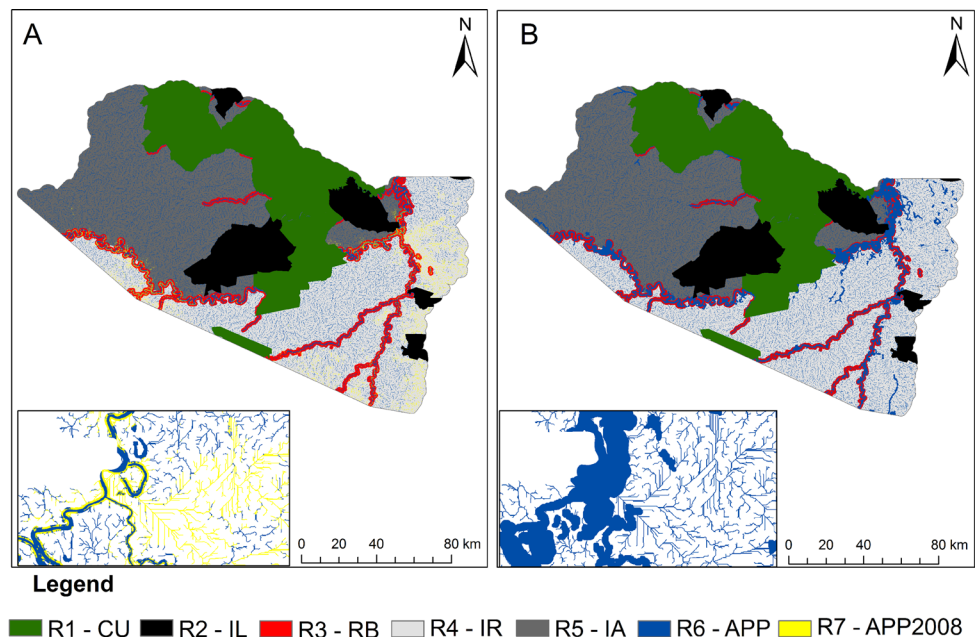 A
N
0 20 40 80 km
B
N
0 20 40 80 km
Legend
R1 - CU R2 - IL R3 - RB R4 - IR R5 - IA R6 - APP R7 - APP2008